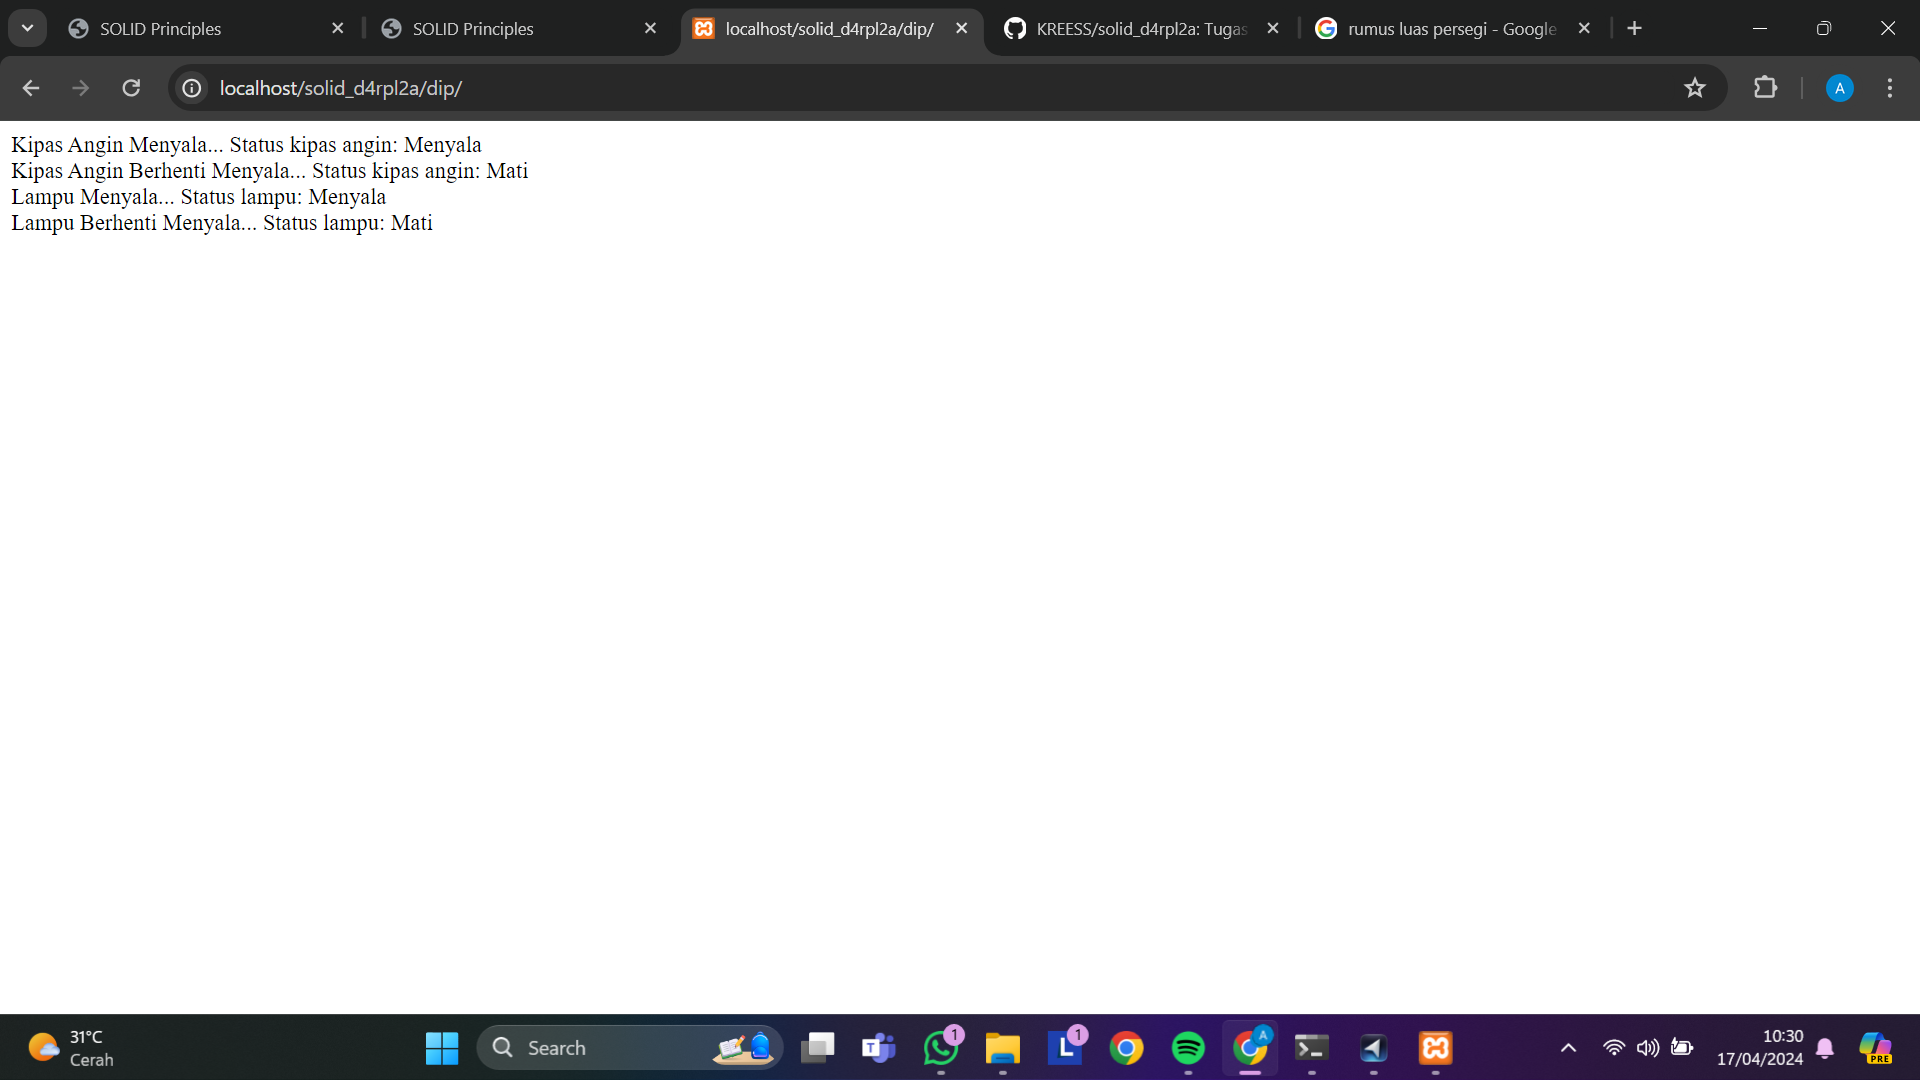 SOLID Principles
SOLID Principles
localhost/solid_d4rpl2a/dip/
KREESS/solid_d4rpl2a: Tugas
rumus luas persegi - Google
localhost/solid_d4rpl2a/dip/
A
Kipas Angin Menyala... Status kipas angin: Menyala
Kipas Angin Berhenti Menyala... Status kipas angin: Mati
Lampu Menyala... Status lampu: Menyala
Lampu Berhenti Menyala... Status lampu: Mati
31°C
Cerah
Search
T
1
L
1
A
10:30
17/04/2024
PRE